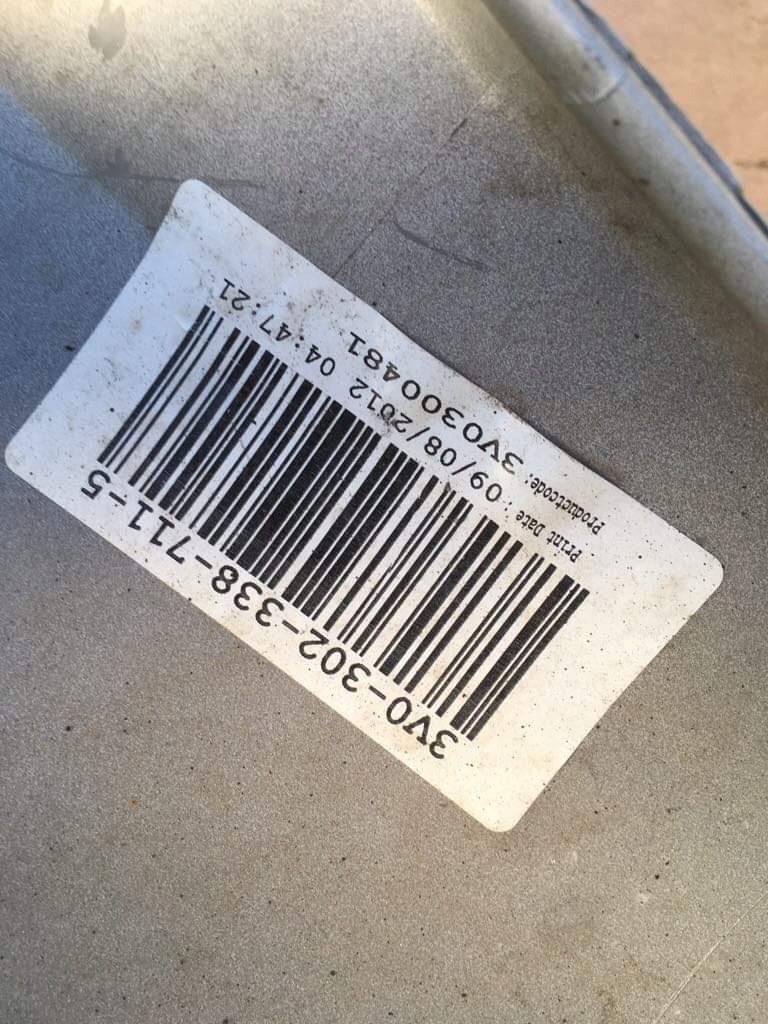 3V0-302-338-711-5
Print Date : 09/08/2012 04:47:21
Productcode: 3V0300481